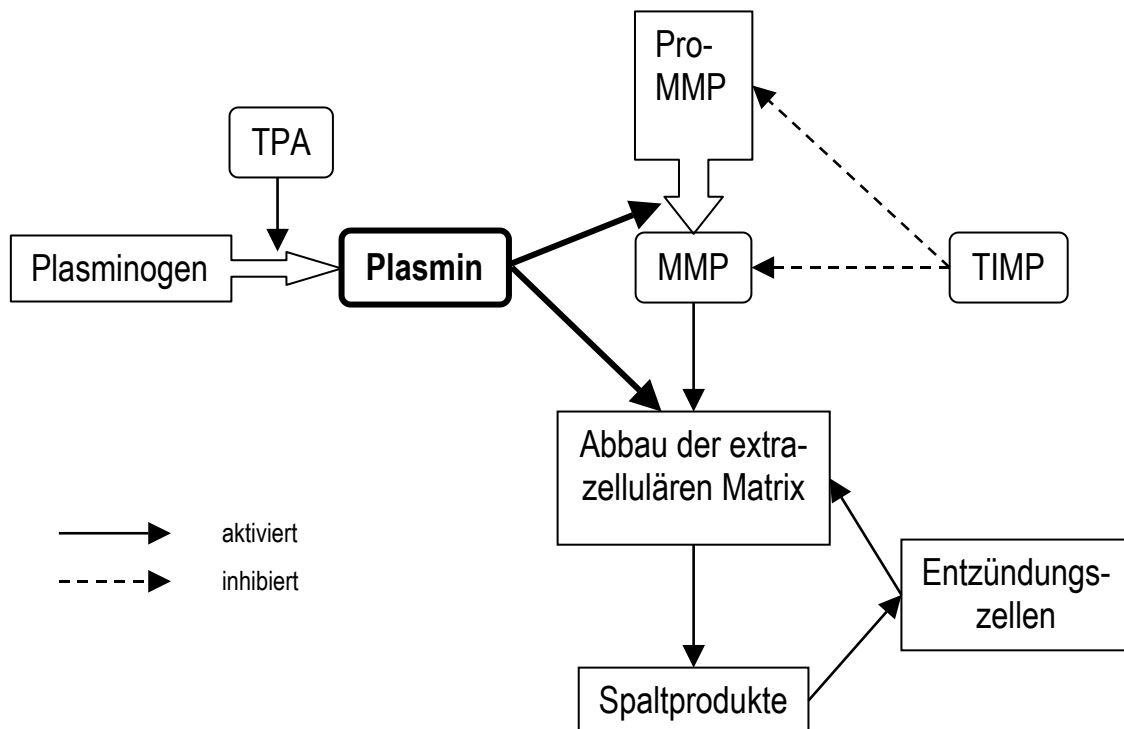 Pro-
MMP
TPA
Plasminogen
Plasmin
MMP
TIMP
Abbau der extra-
zellulären Matrix
aktiviert
inhibiert
Entzündungs-
zellen
Spaltprodukte